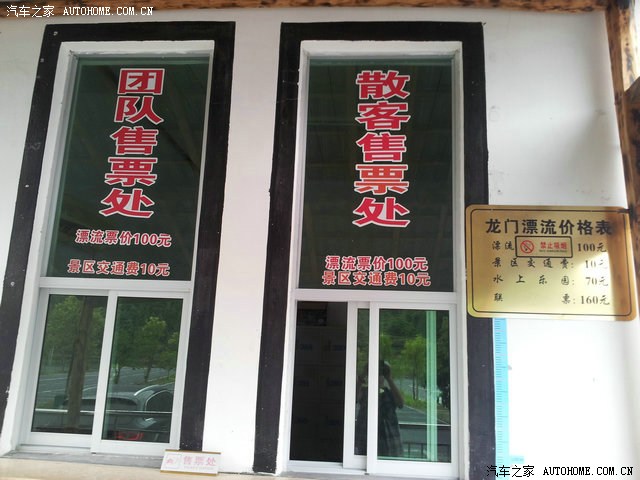 汽车之家 AUTOHOME.COM.CN
团队售票处
漂流票价100元
景区交通费10元
散客售票处
漂流票价100元
景区交通费10元
龙门漂流价格表
漂流 禁止吸烟 100元
景区交通费：10元
水上乐园：70元
联票：160元
售票处
汽车之家 AUTOHOME.COM.CN